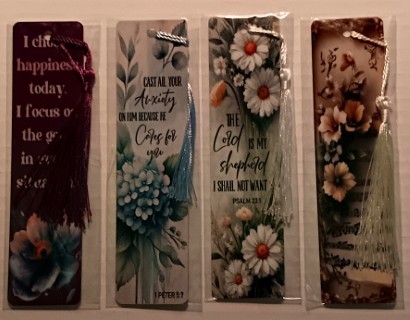 I
happiness
today.
I focus o
the
in
CAST ALL YOUR
Anxiety
ON HIM BECAUSE HE
Cares for
you
1 PETER 5:7
THE
Lord
IS MY
shepherd
I SHALL NOT WANT
PSALM 23:1